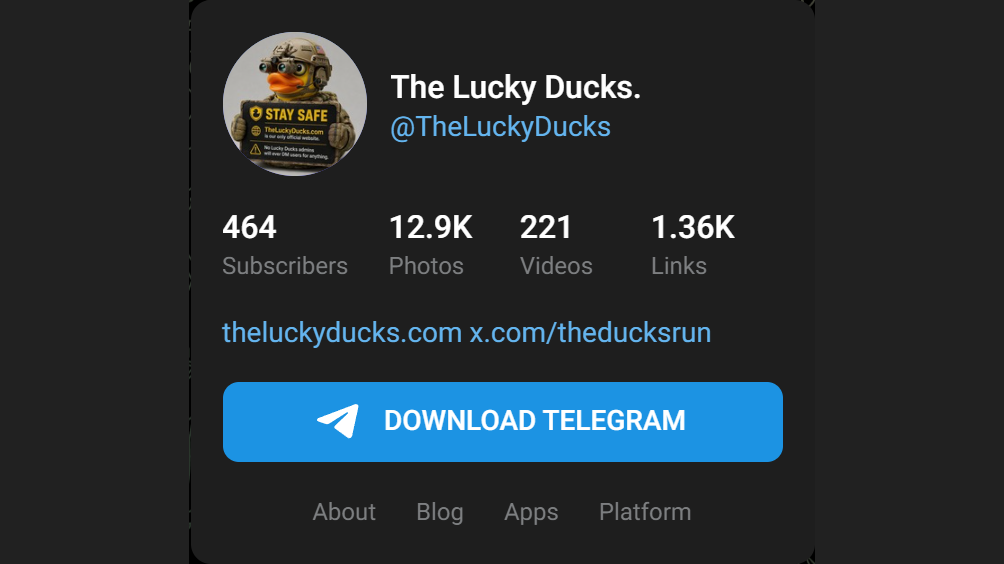 STAY SAFE
TheLuckyDucks.com
is our only official website.
No Lucky Ducks admins
will ever DM users for anything.
The Lucky Ducks.
@TheLuckyDucks
464 12.9K 221 1.36K
Subscribers Photos Videos Links
theluckyducks.com x.com/theducksrun
DOWNLOAD TELEGRAM
About Blog Apps Platform